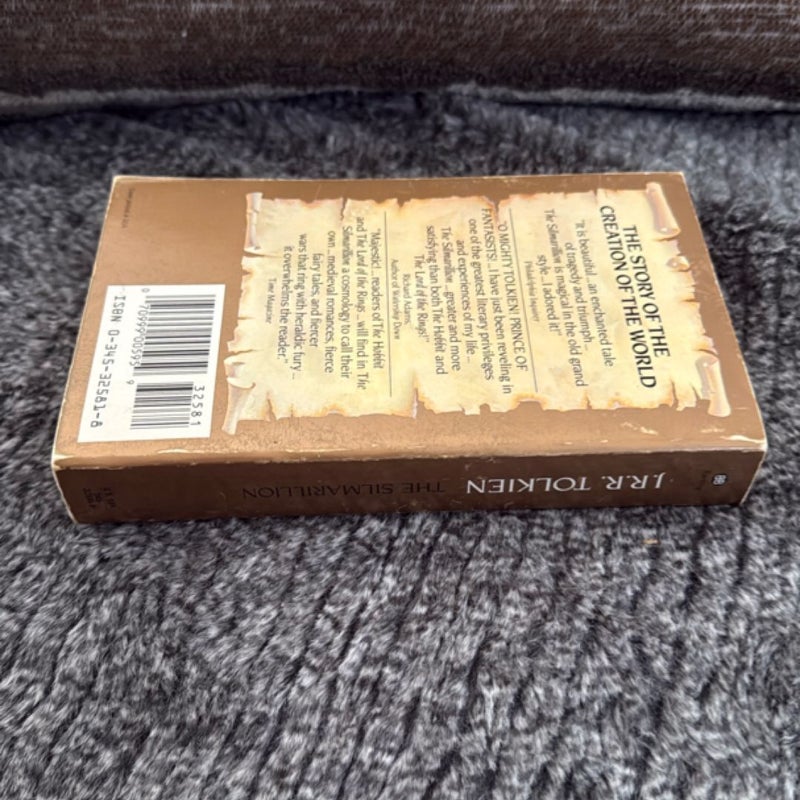 THE STORY OF THE
CREATION OF THE WORLD
"It is beautiful...an enchanted tale
of tragedy and triumph...
The Silmarillion is magical in the old grand
style...I adored it!"
Philadelphia Inquirer
"O MIGHTY TOLKIEN! PRINCE OF
FANTASISTS!...I have just been reveling in
one of the greatest literary privileges
and experiences of my life...
The Silmarillion...greater and more
satisfying than both The Hobbit and
The Lord of the Rings!"
Richard Adams,
Author of Watership Down
"Majestic!...readers of The Hobbit
and The Lord of the Rings...will find in The
Silmarillion a cosmology to call their
own...medieval romances, fierce
fairy tales, and fiercer
wars that ring with heraldic fury...
it overwhelms the reader."
Time Magazine
32581
0 70999 00595 9
ISBN 0-345-32581-8
J.R.R. TOLKIEN THE SILMARILLION